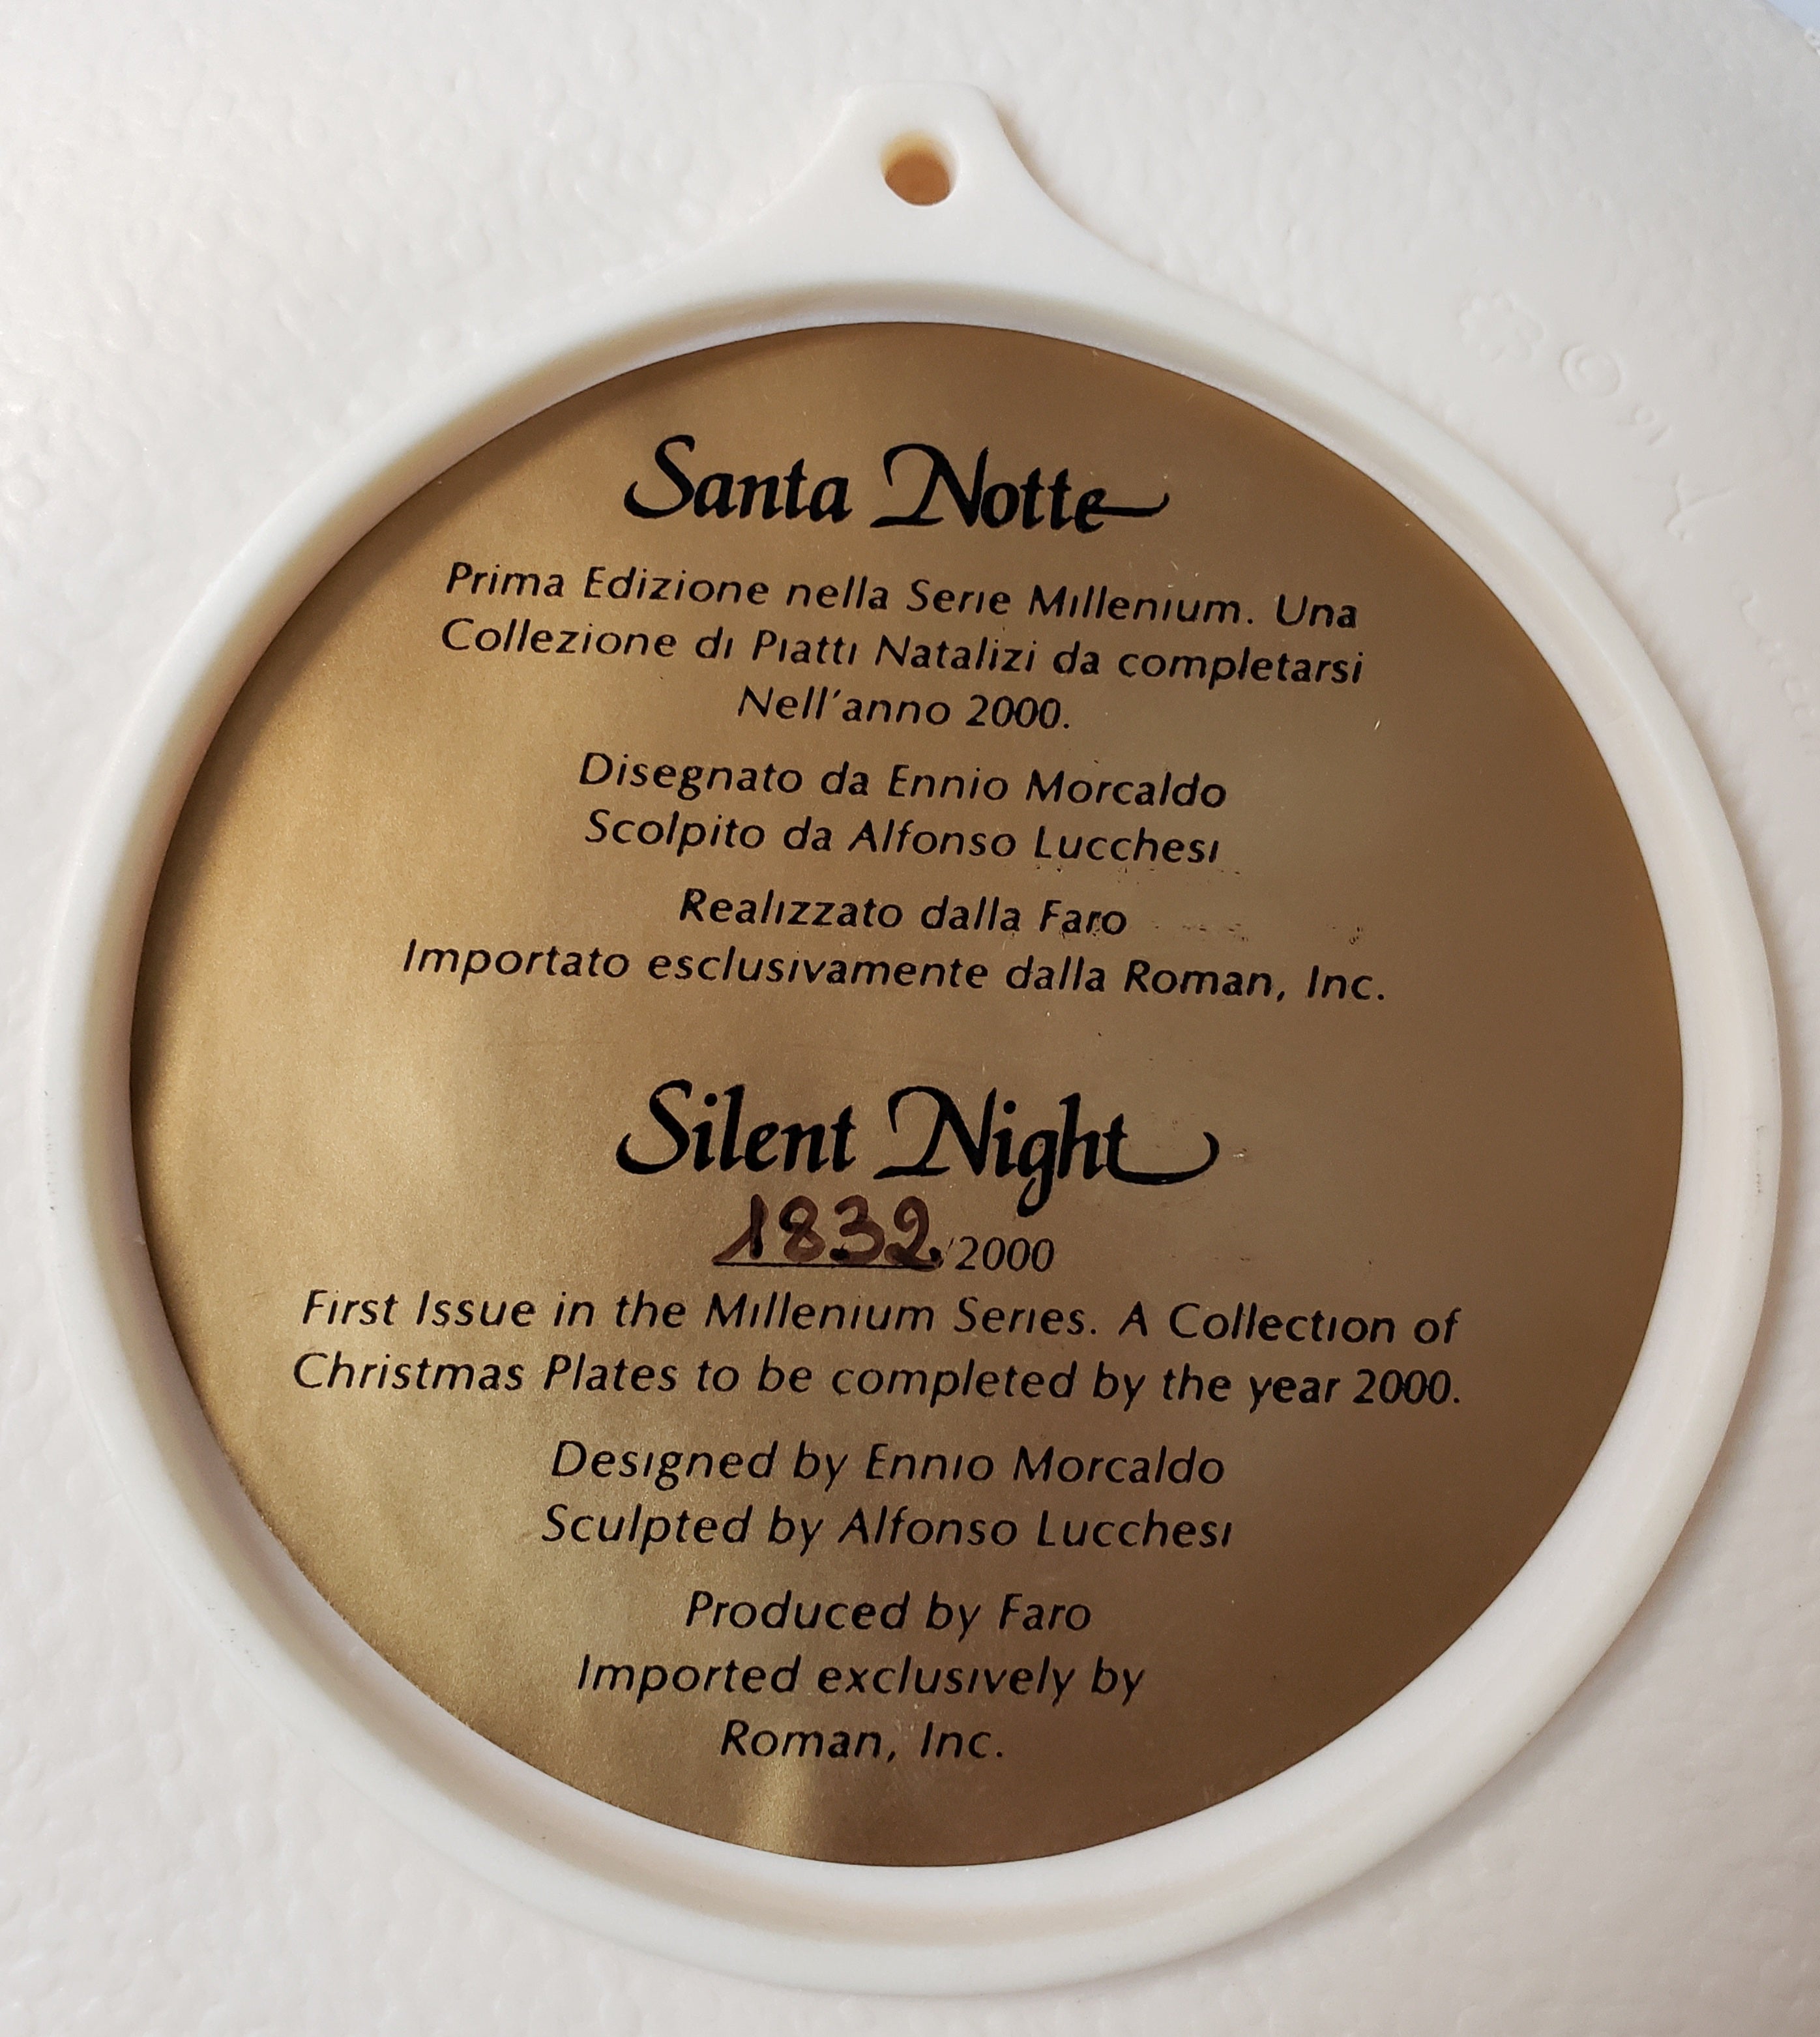 Santa Notte
Prima Edizione nella Serie Millenium. Una
Collezione di Piatti Natalizi da completarsi
Nell'anno 2000.
Disegnato da Ennio Morcaldo
Scolpito da Alfonso Lucchesi
Realizzato dalla Faro
Importato esclusivamente dalla Roman, Inc.
Silent Night
1832/2000
First Issue in the Millenium Series. A Collection of
Christmas Plates to be completed by the year 2000.
Designed by Ennio Morcaldo
Sculpted by Alfonso Lucchesi
Produced by Faro
Imported exclusively by
Roman, Inc.